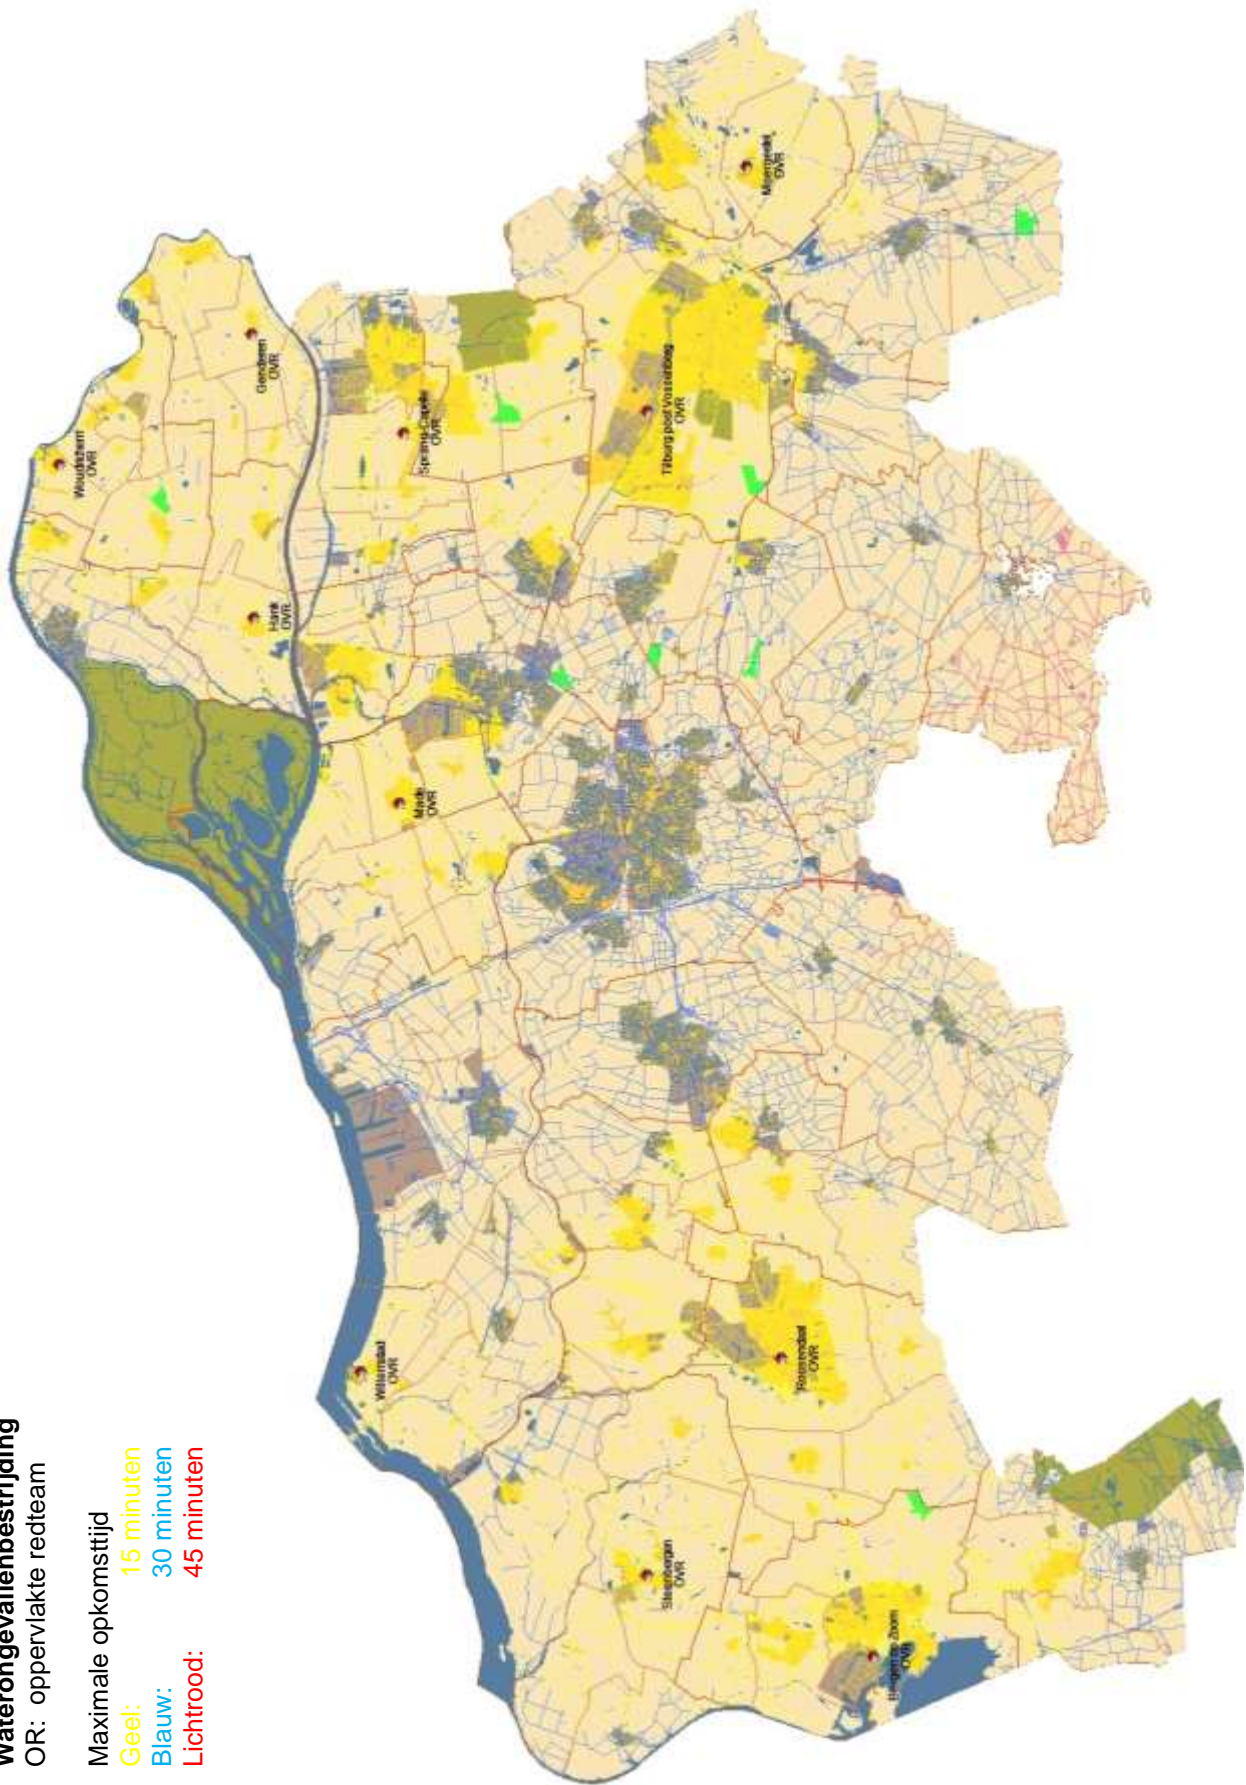 Waterongevallenbestrijding
OR: oppervlakte redteam
Maximale opkomsttijd
Geel: 15 minuten
Blauw: 30 minuten
Lichtrood: 45 minuten
Woudrichem
OVR
Genderen
OVR
Hank
OVR
Sprang-Capelle
OVR
Moergestel
OVR
Tilburg post Vossenberg
OVR
Made
OVR
Willemstad
OVR
Roosendaal
OVR
Steenbergen
OVR
Bergen op Zoom
OVR